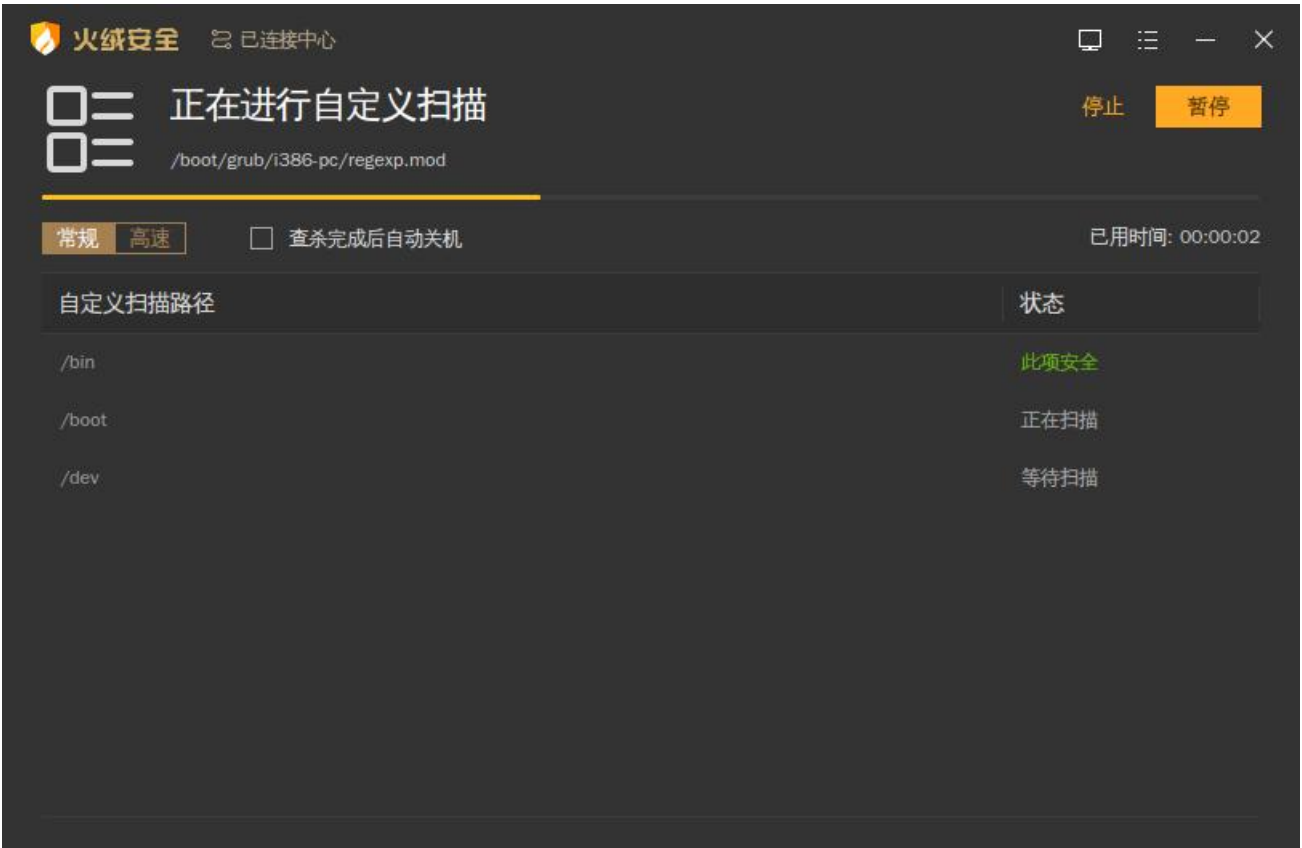 火绒安全 已连接中心
正在进行自定义扫描
停止 暂停
/boot/grub/i386-pc/regexp.mod
常规 高速 查杀完成后自动关机 已用时间: 00:00:02
自定义扫描路径 状态
/bin 此项安全
/boot 正在扫描
/dev 等待扫描